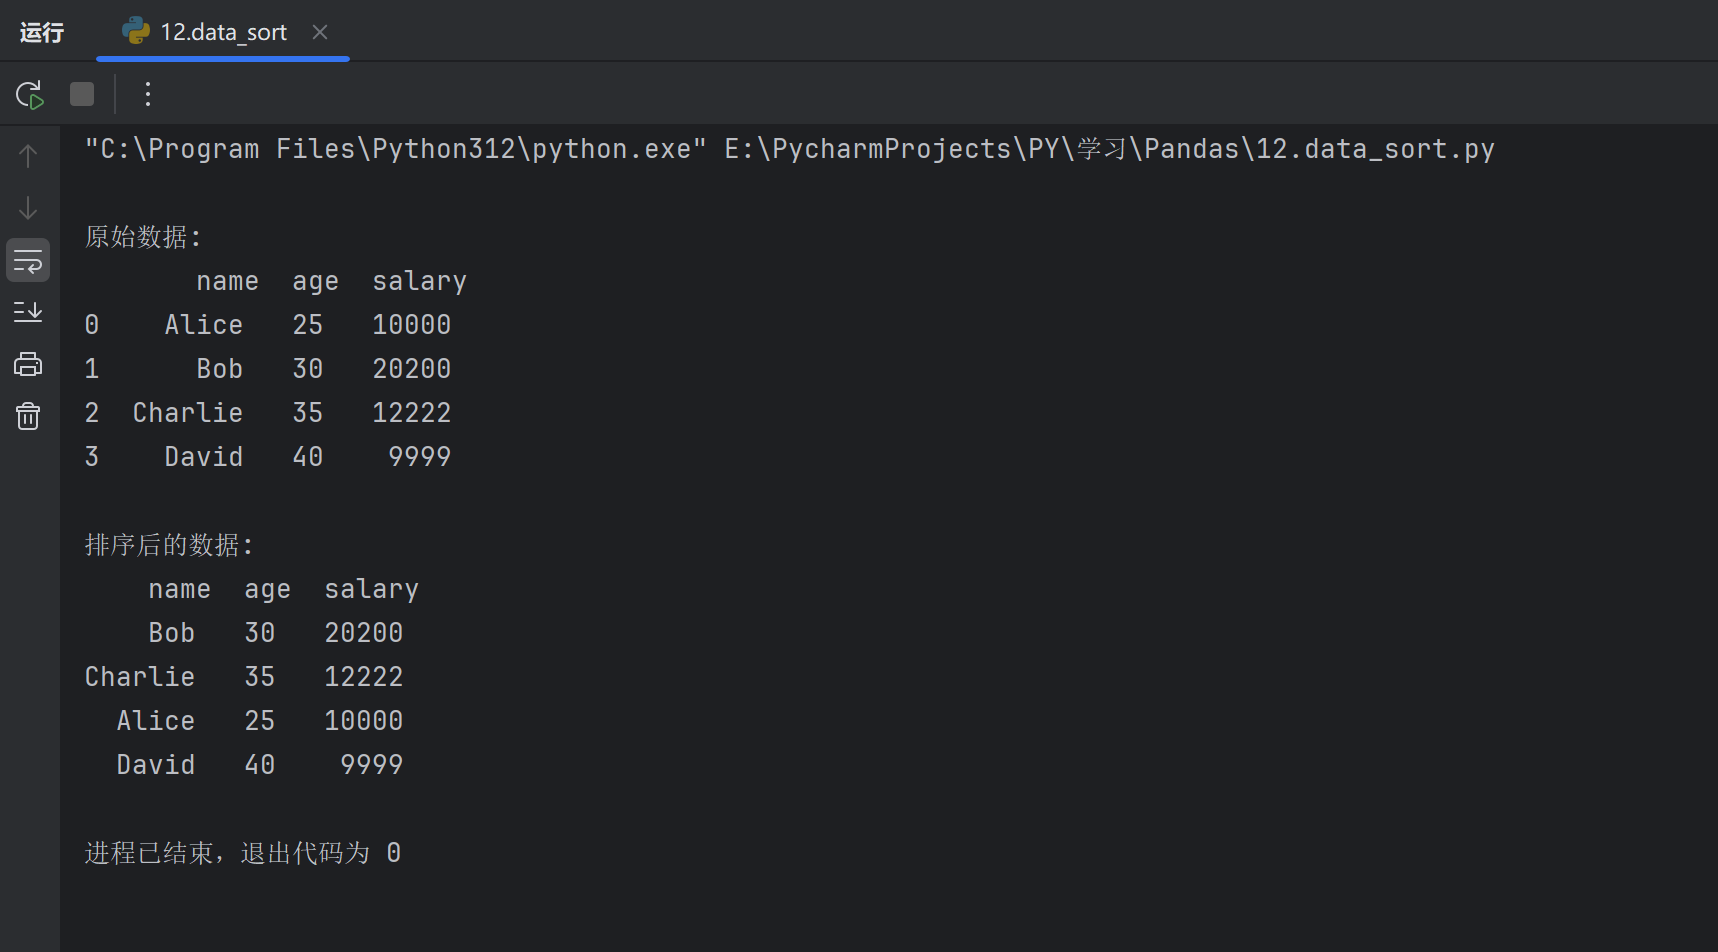 运行 12.data_sort
"C:\Program Files\Python312\python.exe" E:\PycharmProjects\PY\学习\Pandas\12.data_sort.py
原始数据:
name age salary
0 Alice 25 10000
1 Bob 30 20200
2 Charlie 35 12222
3 David 40 9999
排序后的数据:
name age salary
Bob 30 20200
Charlie 35 12222
Alice 25 10000
David 40 9999
进程已结束，退出代码为 0